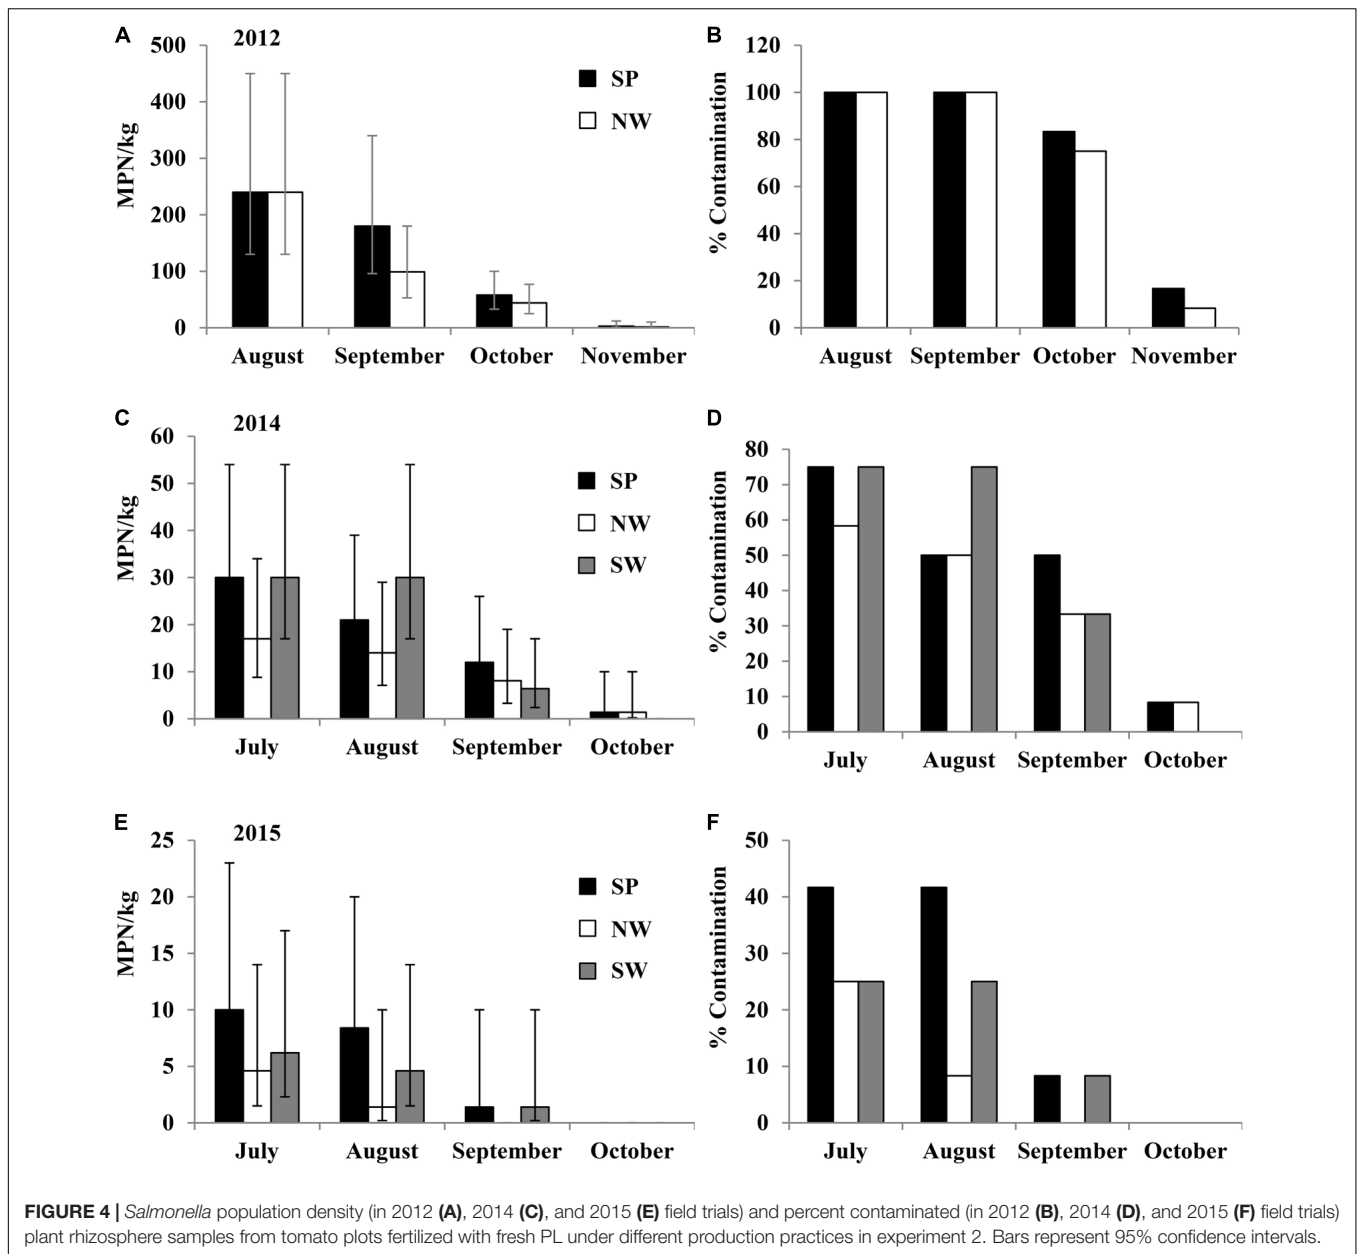 A
2012
500
400
300
200
100
0
MPN/kg
SP
NW
August September October November
B
120
100
80
60
40
20
0
% Contamination
August September October November
C
2014
60
50
40
30
20
10
0
MPN/kg
SP
NW
SW
July August September October
D
80
70
60
50
40
30
20
10
0
% Contamination
July August September October
E
2015
25
20
15
10
5
0
MPN/kg
SP
NW
SW
July August September October
F
50
40
30
20
10
0
% Contamination
July August September October
FIGURE 4 | Salmonella population density (in 2012 (A), 2014 (C), and 2015 (E) field trials) and percent contaminated (in 2012 (B), 2014 (D), and 2015 (F) field trials)
plant rhizosphere samples from tomato plots fertilized with fresh PL under different production practices in experiment 2. Bars represent 95% confidence intervals.